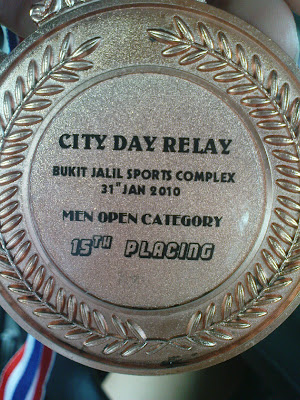 CITY DAY RELAY
BUKIT JALIL SPORTS COMPLEX
31ST JAN 2010
MEN OPEN CATEGORY
15TH PLACING